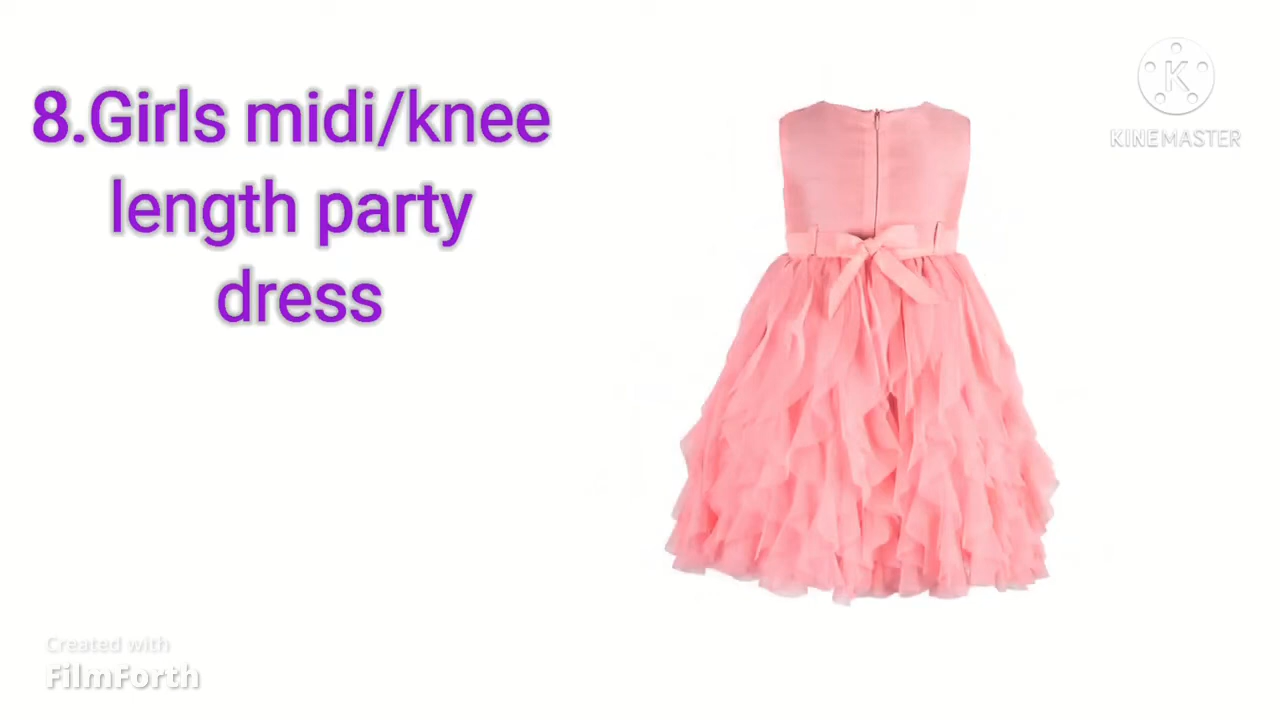 8.Girls midi/knee
length party
dress
K
KINEMASTER
Created with
FilmForth